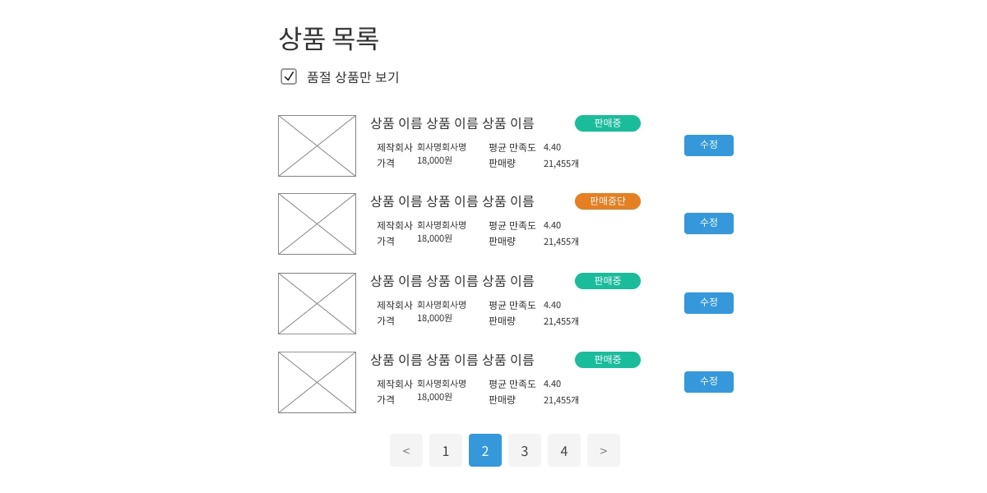 상품 목록
품절 상품만 보기
상품 이름 상품 이름 상품 이름 판매중
제작회사 회사명회사명 평균 만족도 4.40 수정
가격 18,000원 판매량 21,455개
상품 이름 상품 이름 상품 이름 판매중단
제작회사 회사명회사명 평균 만족도 4.40 수정
가격 18,000원 판매량 21,455개
상품 이름 상품 이름 상품 이름 판매중
제작회사 회사명회사명 평균 만족도 4.40 수정
가격 18,000원 판매량 21,455개
상품 이름 상품 이름 상품 이름 판매중
제작회사 회사명회사명 평균 만족도 4.40 수정
가격 18,000원 판매량 21,455개
< 1 2 3 4 >